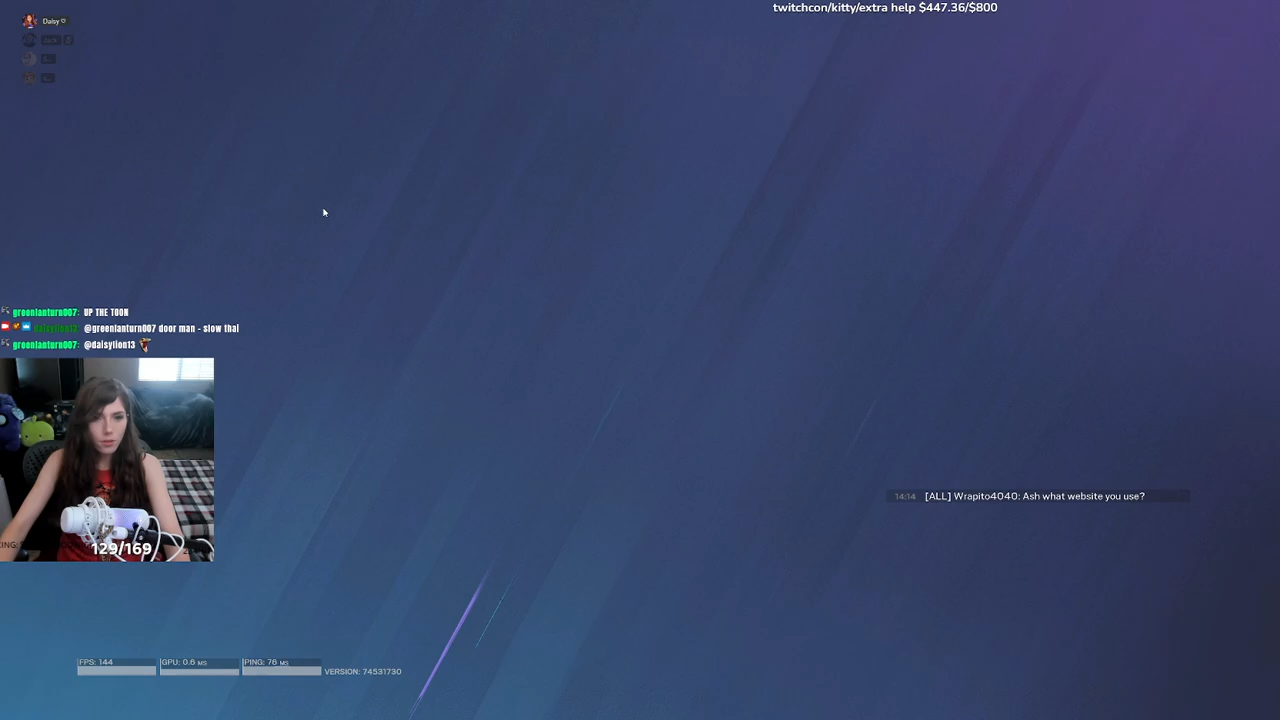 twitchcon/kitty/extra help $447.36/$800
Daisy
Jack
greenlanturn007: UP THE TOON
daisylion13: @greenlanturn007 door man - slow thai
greenlanturn007: @daisylion13
14:14 [ALL] Wrapito4040: Ash what website you use?
129/169
FPS: 144 GPU: 0.6 MS PING: 76 MS VERSION: 74531730